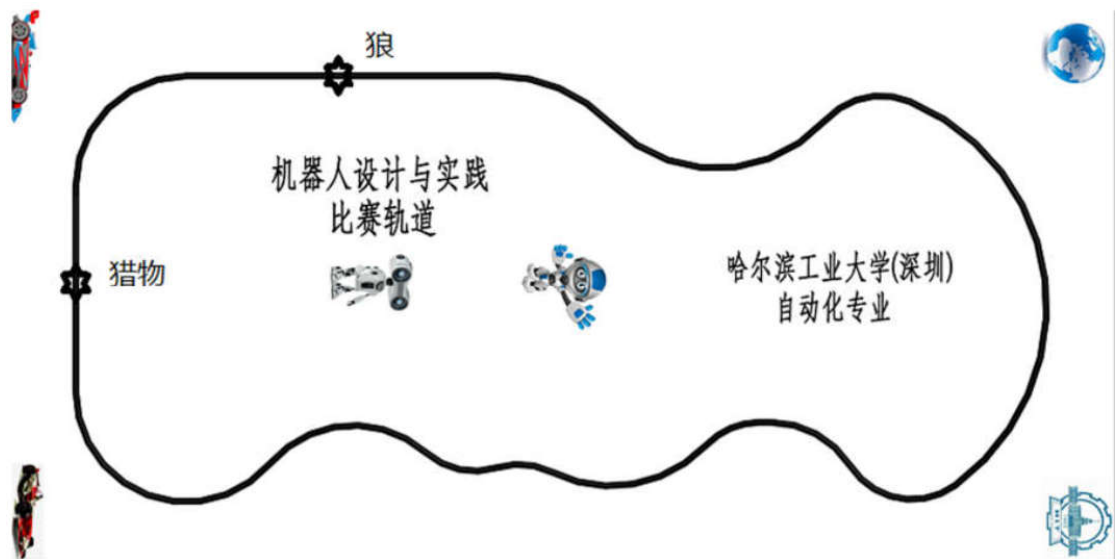 狼
机器人设计与实践
比赛轨道
猎物
哈尔滨工业大学(深圳)
自动化专业